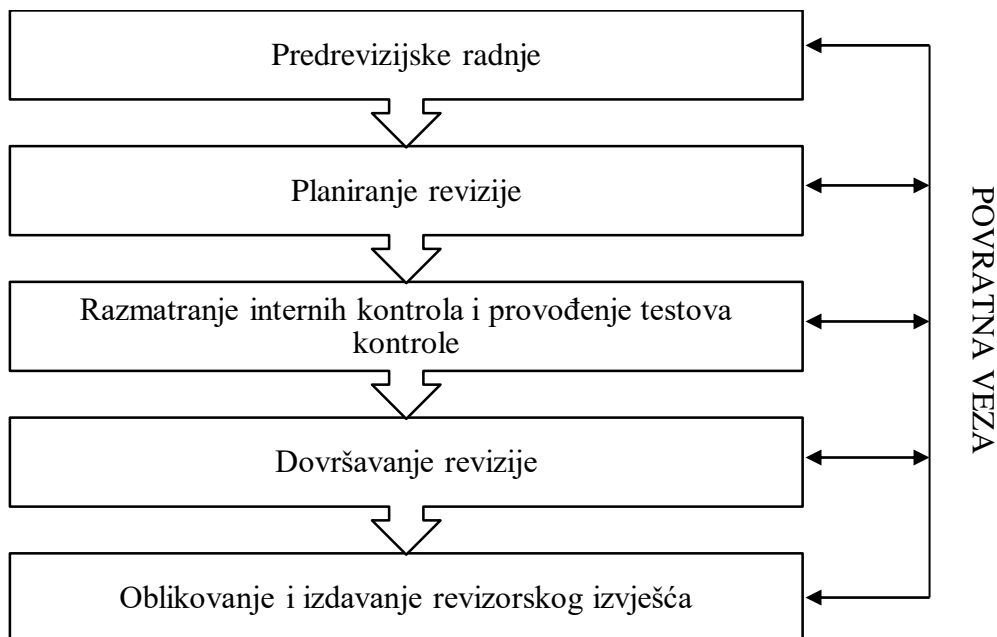 Predrevizijske radnje
Planiranje revizije
Razmatranje internih kontrola i provođenje testova
kontrole
Dovršavanje revizije
Oblikovanje i izdavanje revizorskog izvješća
POVRATNA VEZA